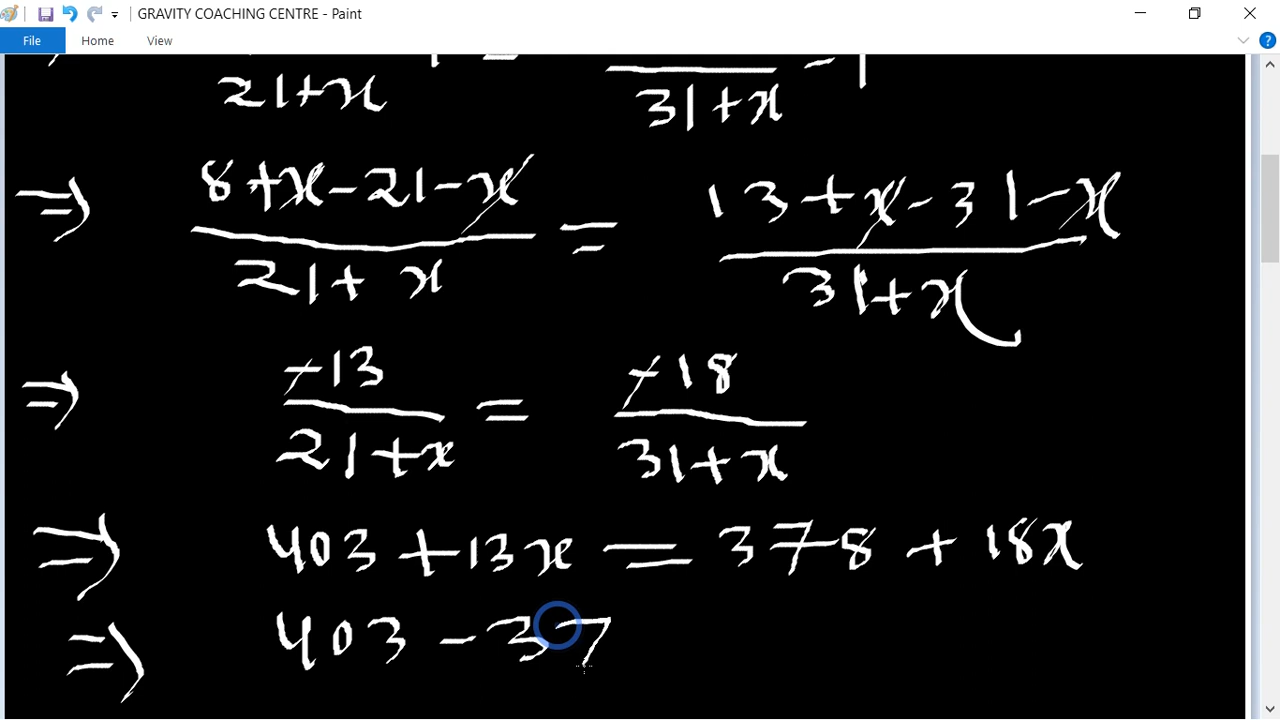 GRAVITY COACHING CENTRE - Paint
File Home View
21+x 31+x -1
⇒ 8+x-21-x / 21+x = 13+x-31-x / 31+x
⇒ -13 / 21+x = -18 / 31+x
⇒ 403+13x = 378+18x
⇒ 403-37